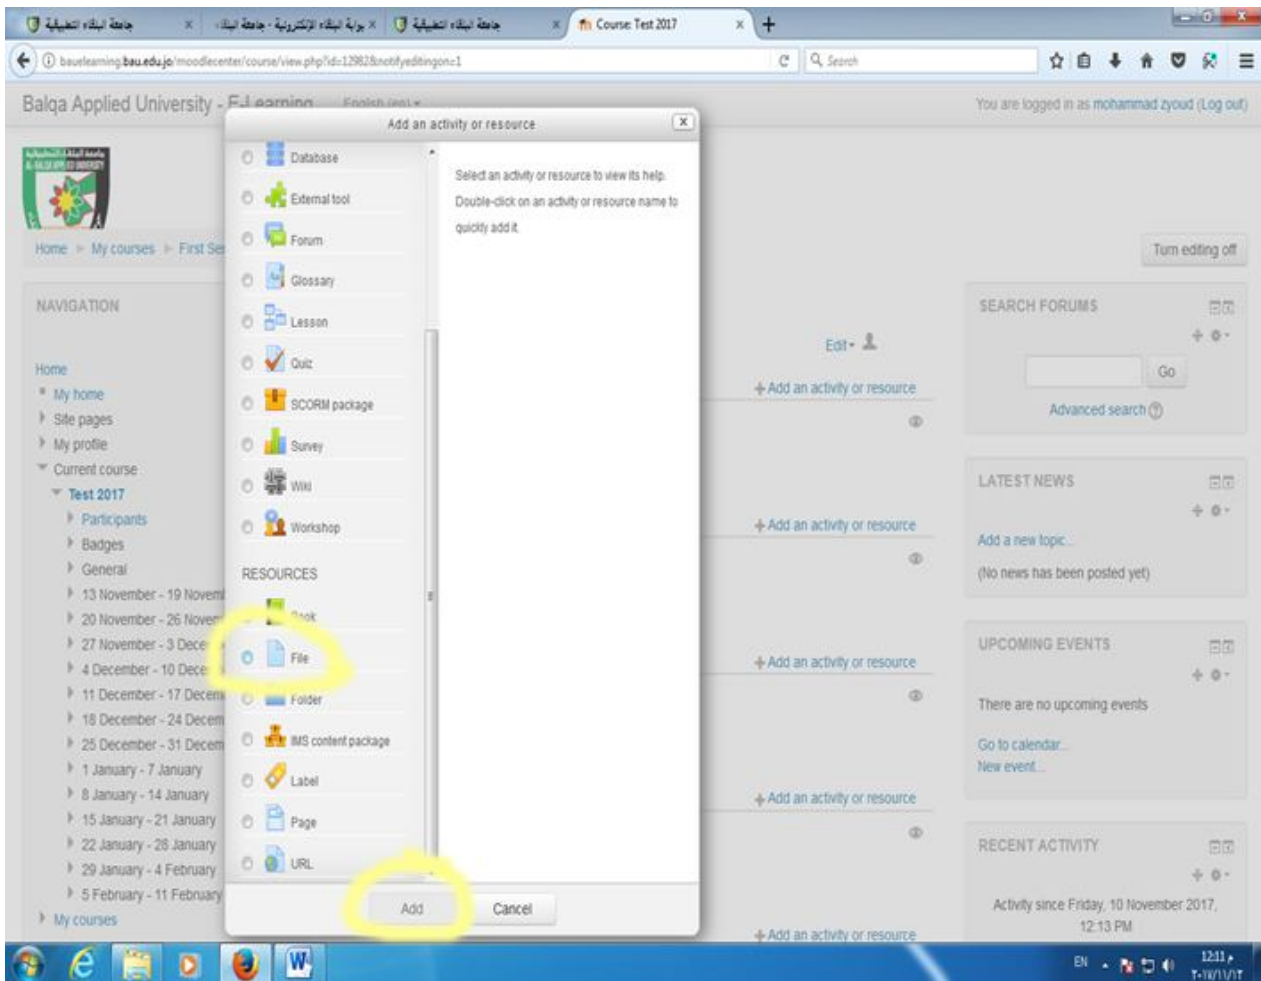 جامعة البلقاء التطبيقية
بوابة البلقاء الإلكترونية - جامعة البلقاء
جامعة البلقاء التطبيقية
Course: Test 2017
bauelearning.bau.edu.jo/moodlecenter/course/view.php?id=12982&notifyeditingon=1
Search
Balqa Applied University - E-Learning English (en)
You are logged in as mohammad zyoud (Log out)
Home My courses First Se
Turn editing off
NAVIGATION
Home
My home
Site pages
My profile
Current course
Test 2017
Participants
Badges
General
13 November - 19 Novem
20 November - 26 Novem
27 November - 3 Dece
4 December - 10 Dece
11 December - 17 Decem
18 December - 24 Decem
25 December - 31 Decem
1 January - 7 January
8 January - 14 January
15 January - 21 January
22 January - 28 January
29 January - 4 February
5 February - 11 February
My courses
Add an activity or resource
Database
External tool
Forum
Glossary
Lesson
Quiz
SCORM package
Survey
Wiki
Workshop
RESOURCES
Book
File
Folder
IMS content package
Label
Page
URL
Select an activity or resource to view its help.
Double-click on an activity or resource name to
quickly add it.
Add
Cancel
Edit
Add an activity or resource
Add an activity or resource
Add an activity or resource
Add an activity or resource
Add an activity or resource
SEARCH FORUMS
Go
Advanced search
LATEST NEWS
Add a new topic...
(No news has been posted yet)
UPCOMING EVENTS
There are no upcoming events
Go to calendar...
New event...
RECENT ACTIVITY
Activity since Friday, 10 November 2017,
12:13 PM
EN
12:11 م
٢٠١٧/١١/١٢